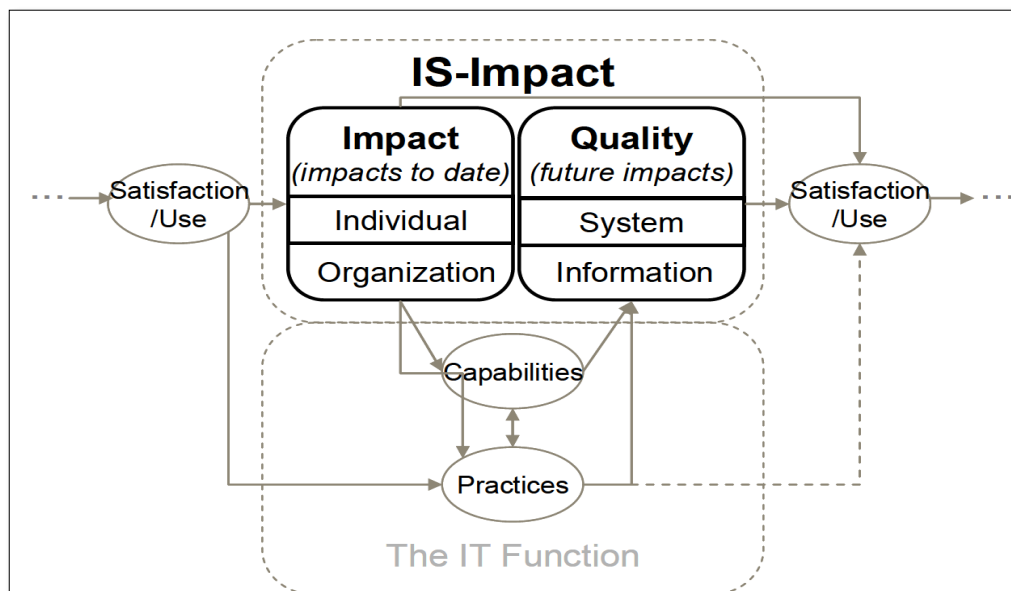 IS-Impact
Impact
(impacts to date)
Individual
Organization
Quality
(future impacts)
System
Information
Satisfaction
/Use
Satisfaction
/Use
Capabilities
Practices
The IT Function